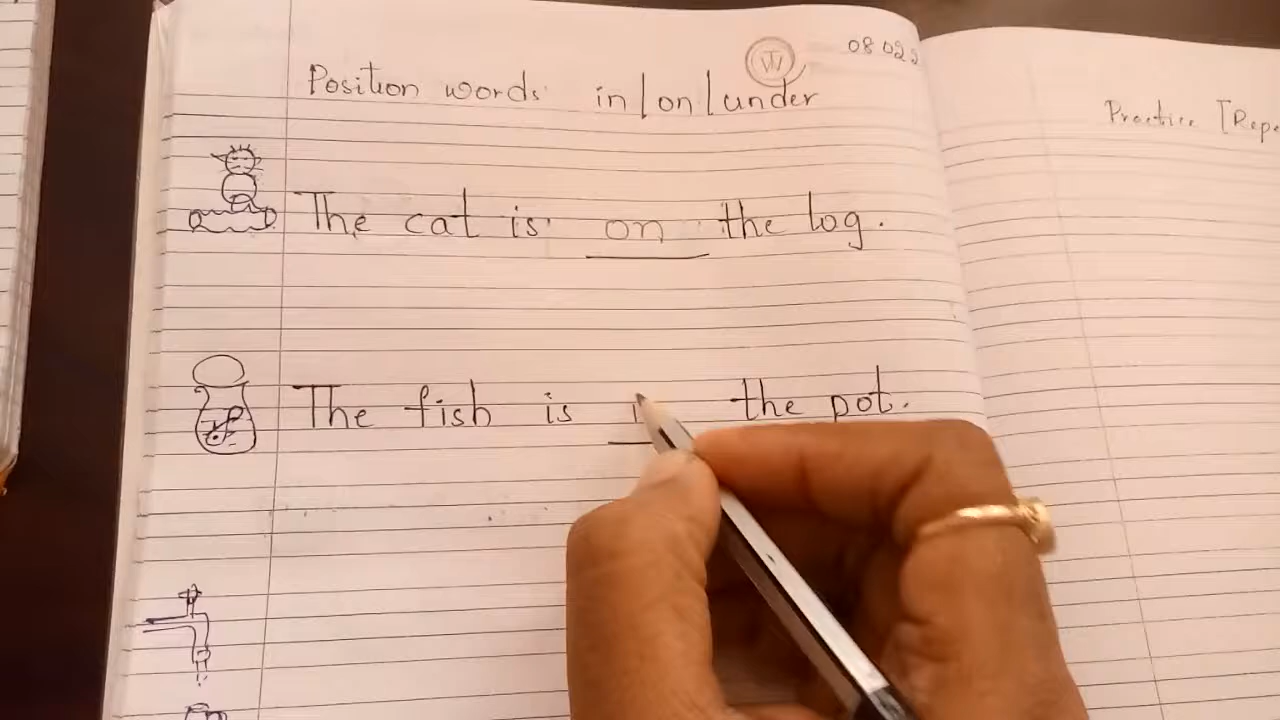 Position words in/on/under
08 02 2
Practice [Repe
The cat is on the log.
The fish is i the pot.